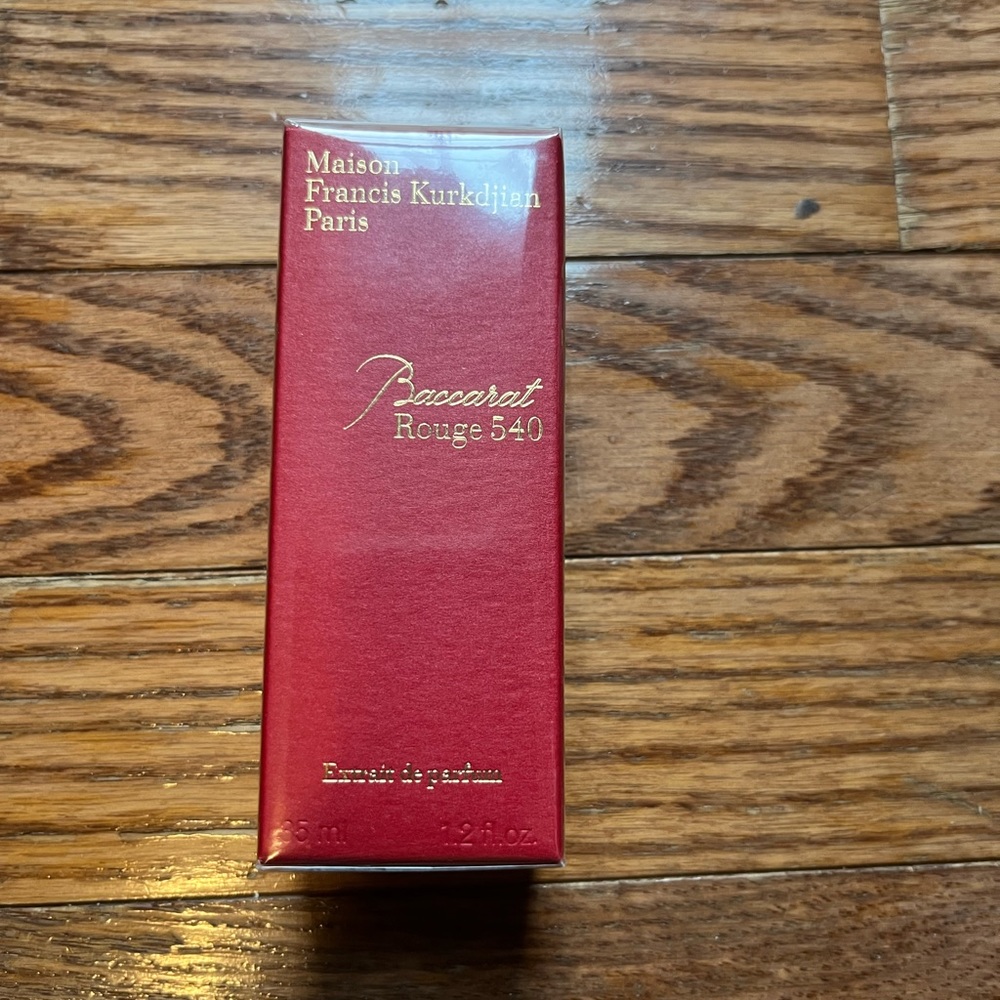 Maison
Francis Kurkdjian
Paris
Baccarat
Rouge 540
Extrait de parfum
35 ml 1.2 fl.oz.